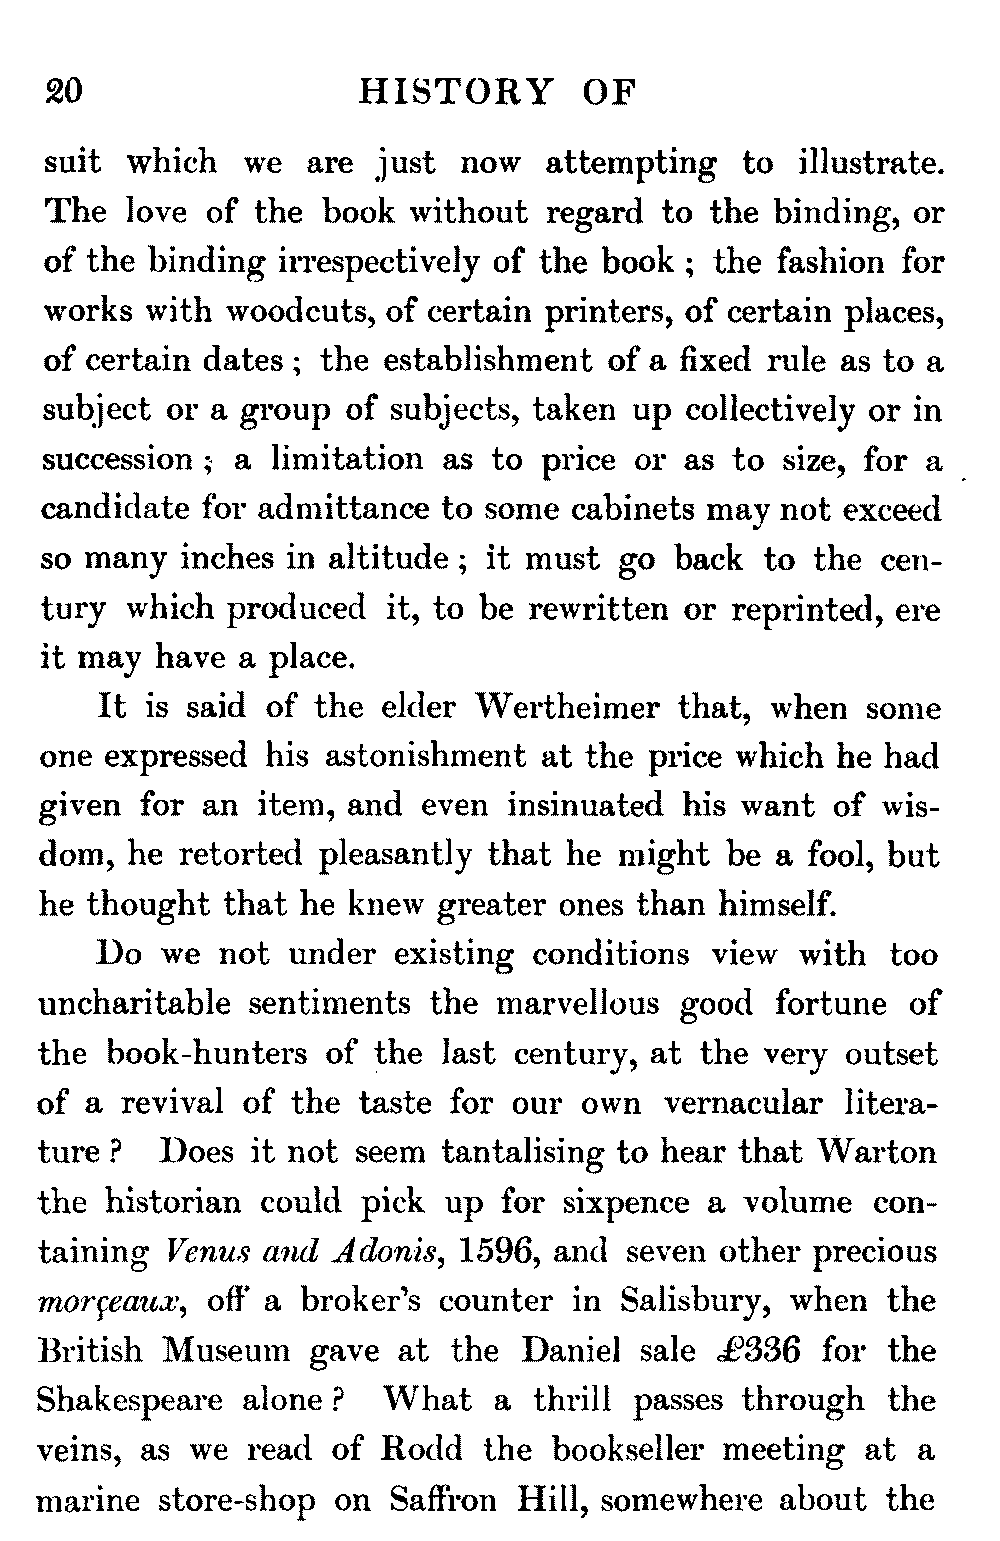 20 HISTORY OF
suit which we are just now attempting to illustrate.
The love of the book without regard to the binding, or
of the binding irrespectively of the book ; the fashion for
works with woodcuts, of certain printers, of certain places,
of certain dates ; the establishment of a fixed rule as to a
subject or a group of subjects, taken up collectively or in
succession ; a limitation as to price or as to size, for a
candidate for admittance to some cabinets may not exceed
so many inches in altitude ; it must go back to the cen-
tury which produced it, to be rewritten or reprinted, ere
it may have a place.
It is said of the elder Wertheimer that, when some
one expressed his astonishment at the price which he had
given for an item, and even insinuated his want of wis-
dom, he retorted pleasantly that he might be a fool, but
he thought that he knew greater ones than himself.
Do we not under existing conditions view with too
uncharitable sentiments the marvellous good fortune of
the book-hunters of the last century, at the very outset
of a revival of the taste for our own vernacular litera-
ture ? Does it not seem tantalising to hear that Warton
the historian could pick up for sixpence a volume con-
taining Venus and Adonis, 1596, and seven other precious
morçeaux, off a broker's counter in Salisbury, when the
British Museum gave at the Daniel sale £336 for the
Shakespeare alone ? What a thrill passes through the
veins, as we read of Rodd the bookseller meeting at a
marine store-shop on Saffron Hill, somewhere about the